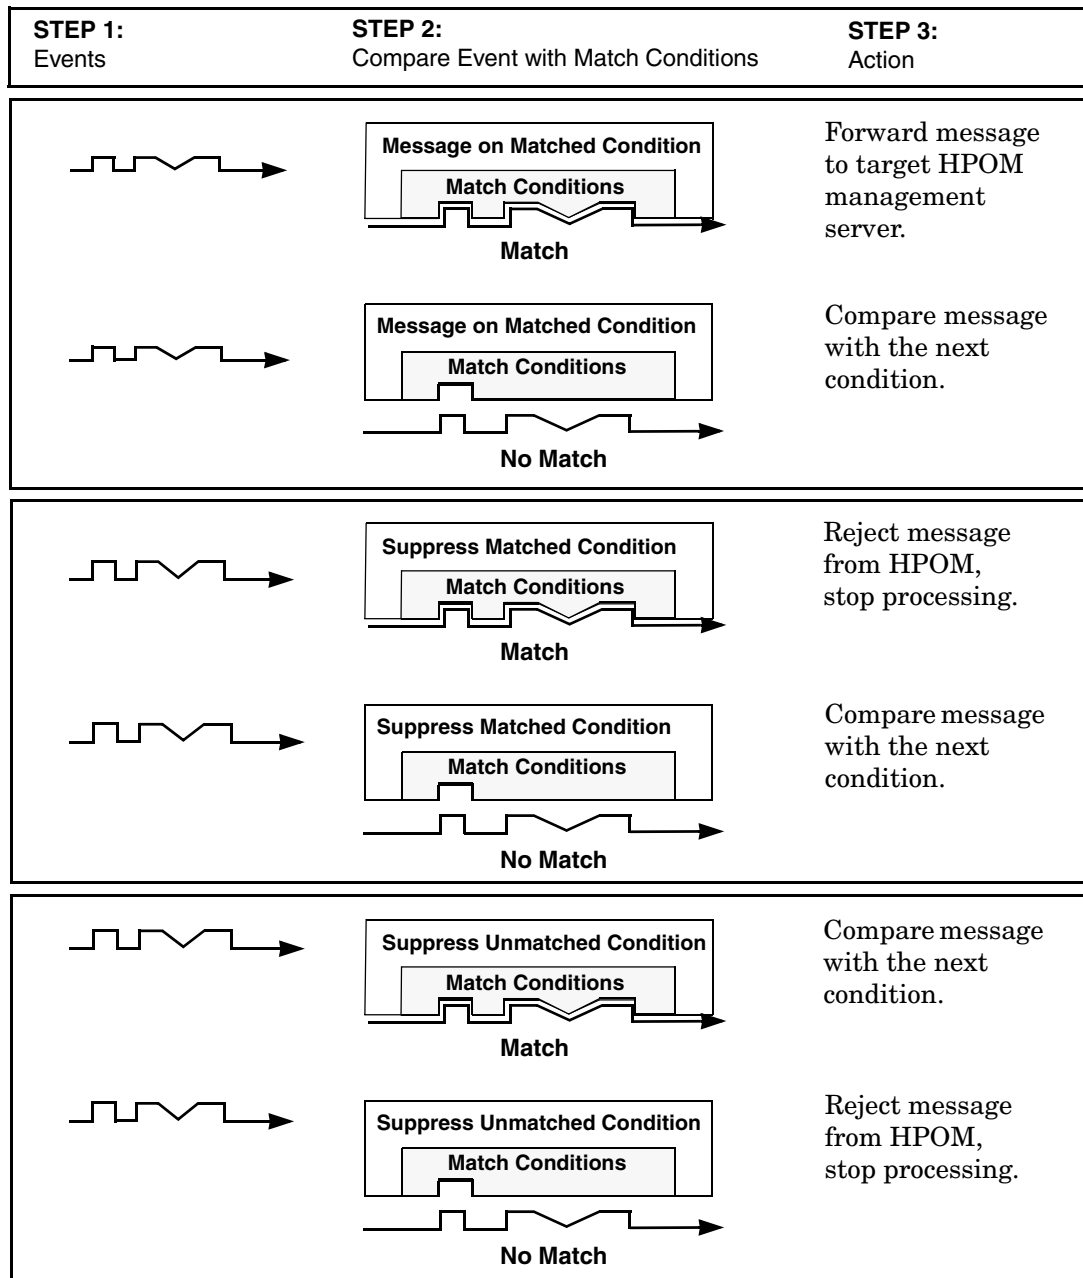 STEP 1:
Events
STEP 2:
Compare Event with Match Conditions
STEP 3:
Action
Message on Matched Condition
Match Conditions
Match
Forward message
to target HPOM
management
server.
Message on Matched Condition
Match Conditions
No Match
Compare message
with the next
condition.
Suppress Matched Condition
Match Conditions
Match
Reject message
from HPOM,
stop processing.
Suppress Matched Condition
Match Conditions
No Match
Compare message
with the next
condition.
Suppress Unmatched Condition
Match Conditions
Match
Compare message
with the next
condition.
Suppress Unmatched Condition
Match Conditions
No Match
Reject message
from HPOM,
stop processing.